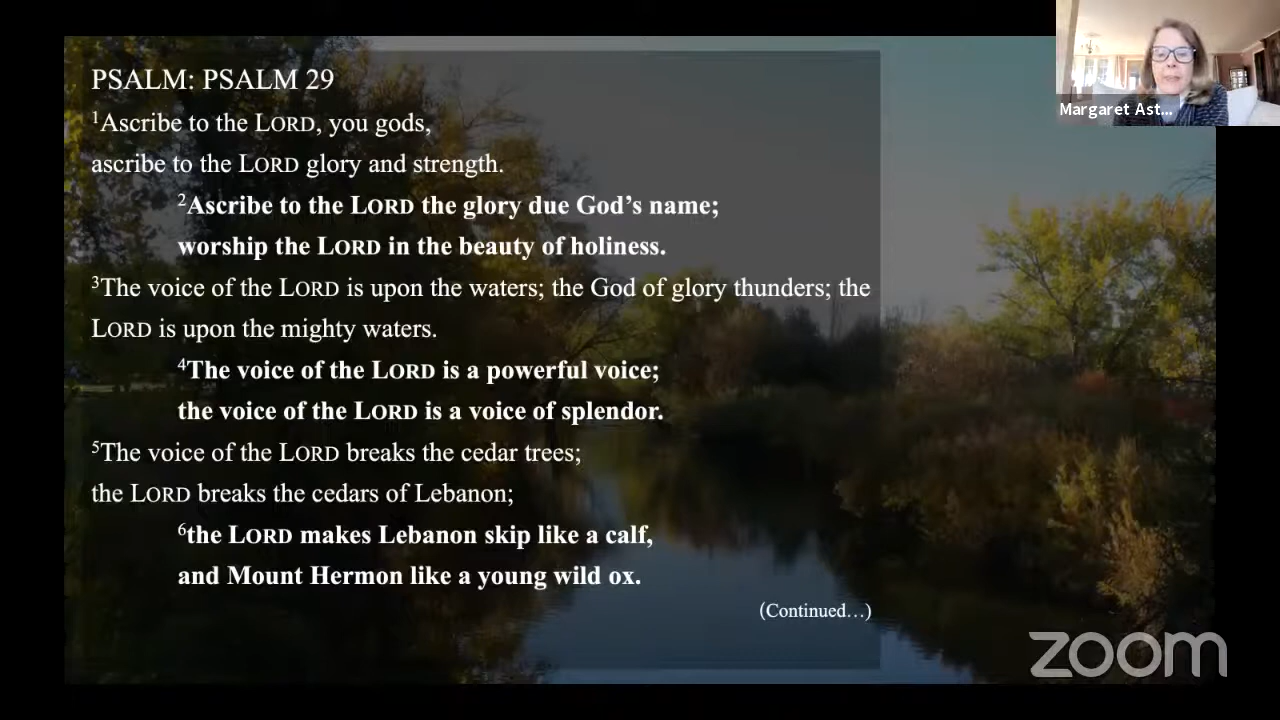 PSALM: PSALM 29
¹Ascribe to the LORD, you gods,
ascribe to the LORD glory and strength.
²Ascribe to the LORD the glory due God’s name;
worship the LORD in the beauty of holiness.
³The voice of the LORD is upon the waters; the God of glory thunders; the
LORD is upon the mighty waters.
⁴The voice of the LORD is a powerful voice;
the voice of the LORD is a voice of splendor.
⁵The voice of the LORD breaks the cedar trees;
the LORD breaks the cedars of Lebanon;
⁶the LORD makes Lebanon skip like a calf,
and Mount Hermon like a young wild ox.
(Continued…)
Margaret Ast...
zoom